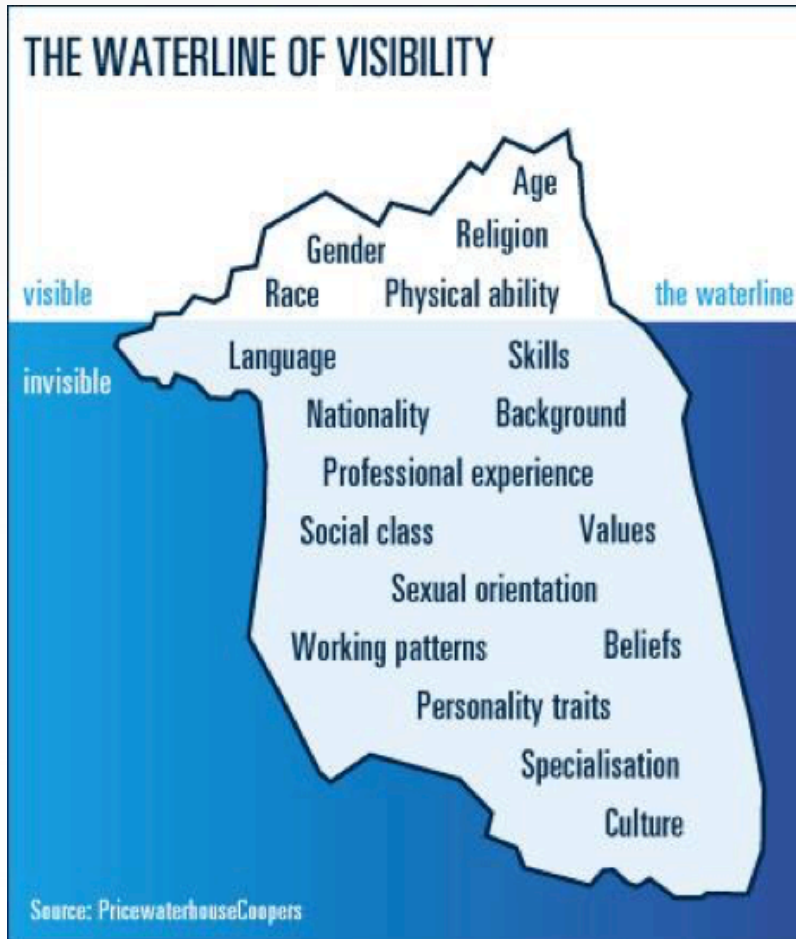 THE WATERLINE OF VISIBILITY
Age
Religion
Gender
Race Physical ability
visible the waterline
invisible
Language Skills
Nationality Background
Professional experience
Social class Values
Sexual orientation
Working patterns Beliefs
Personality traits
Specialisation
Culture
Source: PricewaterhouseCoopers